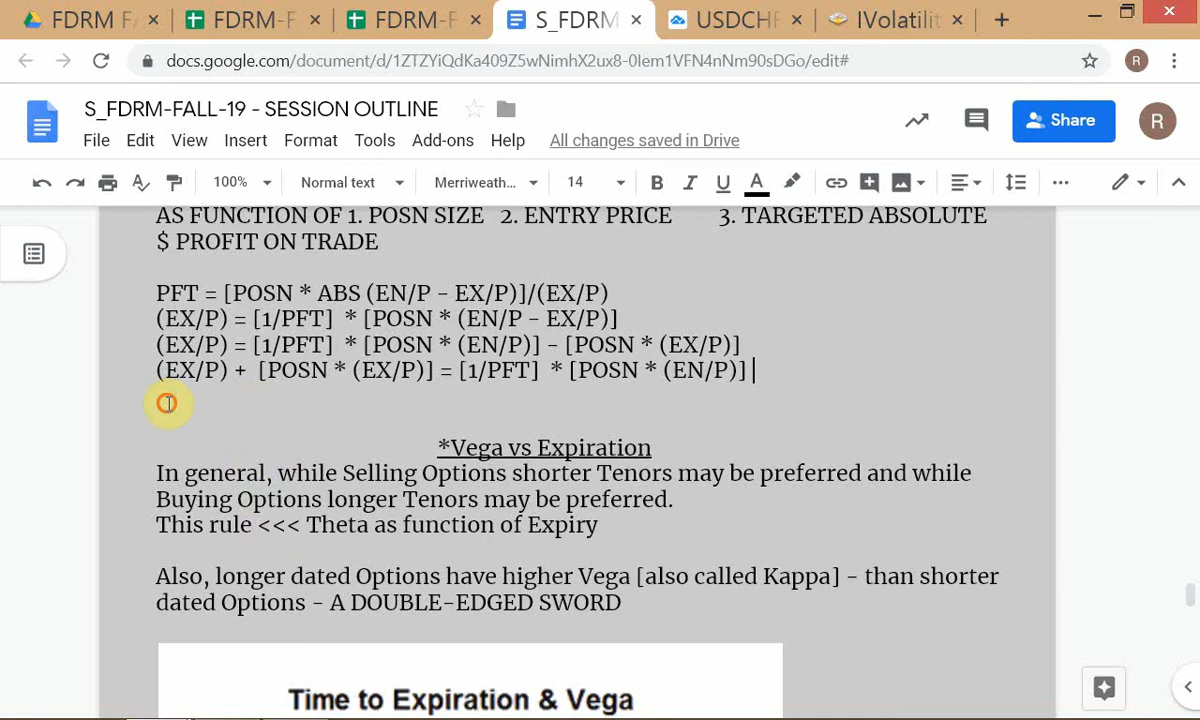 FDRM FA
FDRM-F
FDRM-F
S_FDRM
USDCHF
IVolatilit
docs.google.com/document/d/1ZTZYiQdKa409Z5wNimhX2ux8-0Iem1VFN4nNm90sDGo/edit#
R
S_FDRM-FALL-19 - SESSION OUTLINE
Share
R
File Edit View Insert Format Tools Add-ons Help All changes saved in Drive
100% Normal text Merriweath... 14 B I U A
AS FUNCTION OF 1. POSN SIZE 2. ENTRY PRICE 3. TARGETED ABSOLUTE
$ PROFIT ON TRADE
PFT = [POSN * ABS (EN/P - EX/P)]/(EX/P)
(EX/P) = [1/PFT] * [POSN * (EN/P - EX/P)]
(EX/P) = [1/PFT] * [POSN * (EN/P)] - [POSN * (EX/P)]
(EX/P) + [POSN * (EX/P)] = [1/PFT] * [POSN * (EN/P)]
*Vega vs Expiration
In general, while Selling Options shorter Tenors may be preferred and while
Buying Options longer Tenors may be preferred.
This rule <<< Theta as function of Expiry
Also, longer dated Options have higher Vega [also called Kappa] - than shorter
dated Options - A DOUBLE-EDGED SWORD
Time to Expiration & Vega